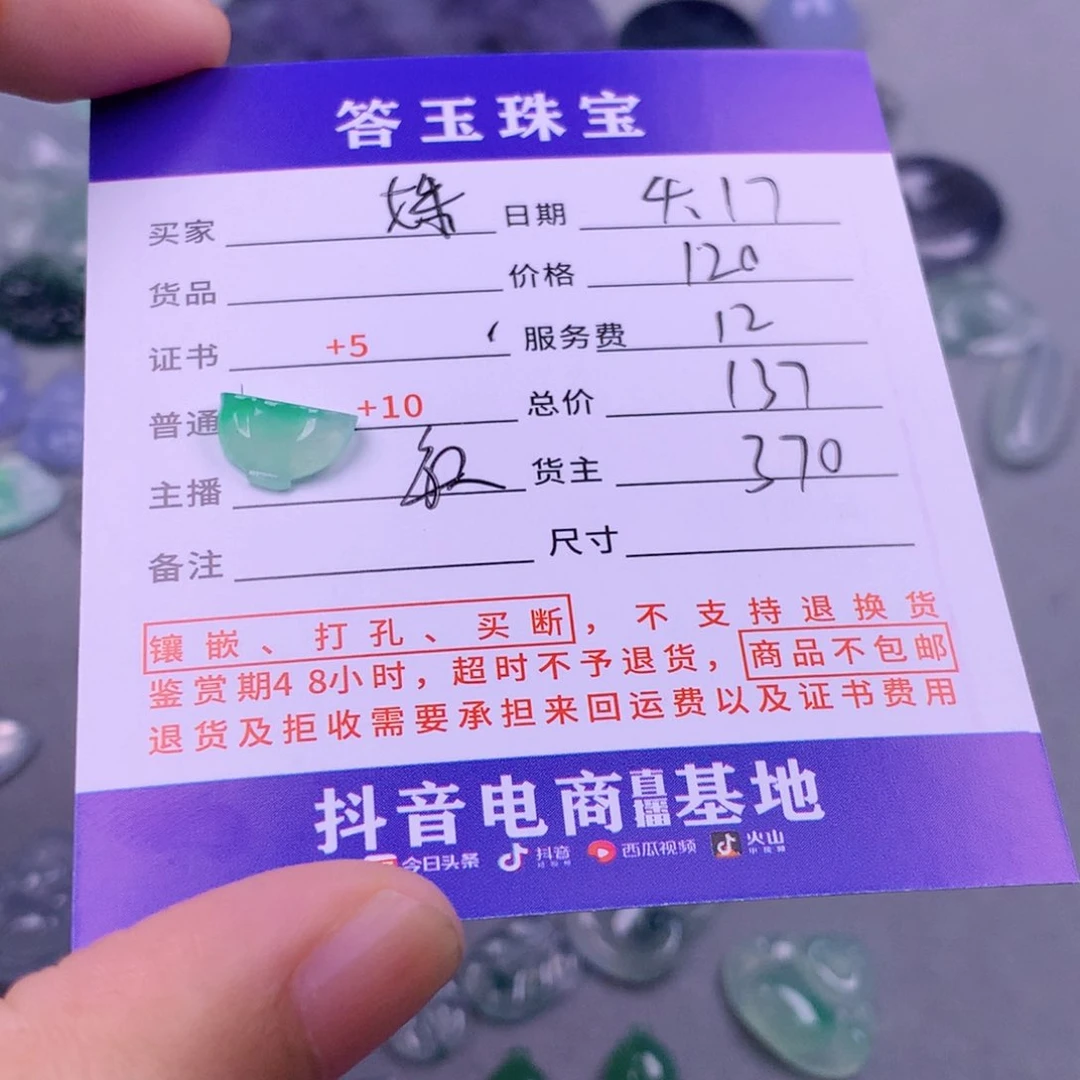 答玉珠宝
买家 姝 日期 4.17
货品 价格 120
证书 +5 服务费 12
普通 +10 总价 137
主播 货主 370
备注 尺寸
镶嵌、打孔、买断，不支持退换货
鉴赏期48小时，超时不予退货，商品不包邮
退货及拒收需要承担来回运费以及证书费用
抖音电商直播基地
今日头条 抖音 西瓜视频 火山